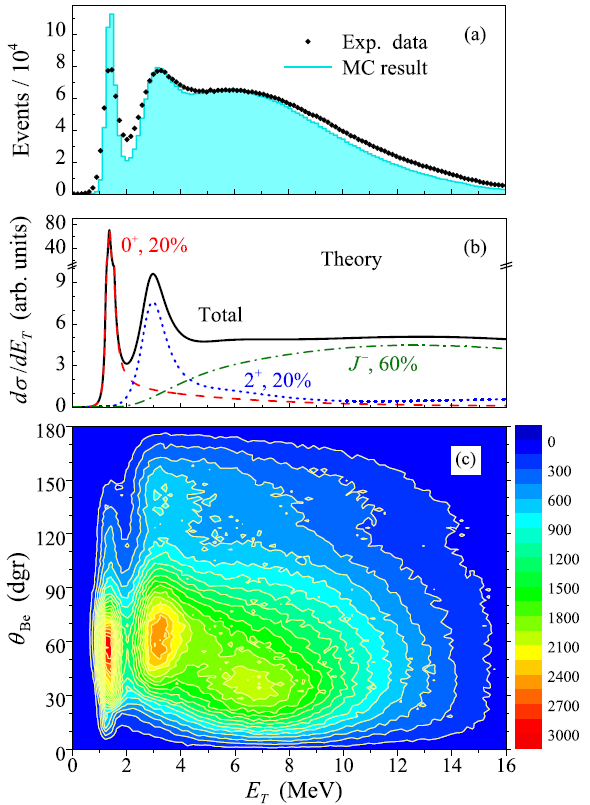 (a)
Exp. data
MC result
Events / 10⁴
10
8
6
4
2
0
80
40
9
6
3
0
dσ/dE_T (arb. units)
0⁺, 20%
(b)
Theory
Total
J⁻, 60%
2⁺, 20%
180
150
120
90
60
30
0
θ_Be (dgr)
(c)
0
300
600
900
1200
1500
1800
2100
2400
2700
3000
0 2 4 6 8 10 12 14 16
E_T (MeV)